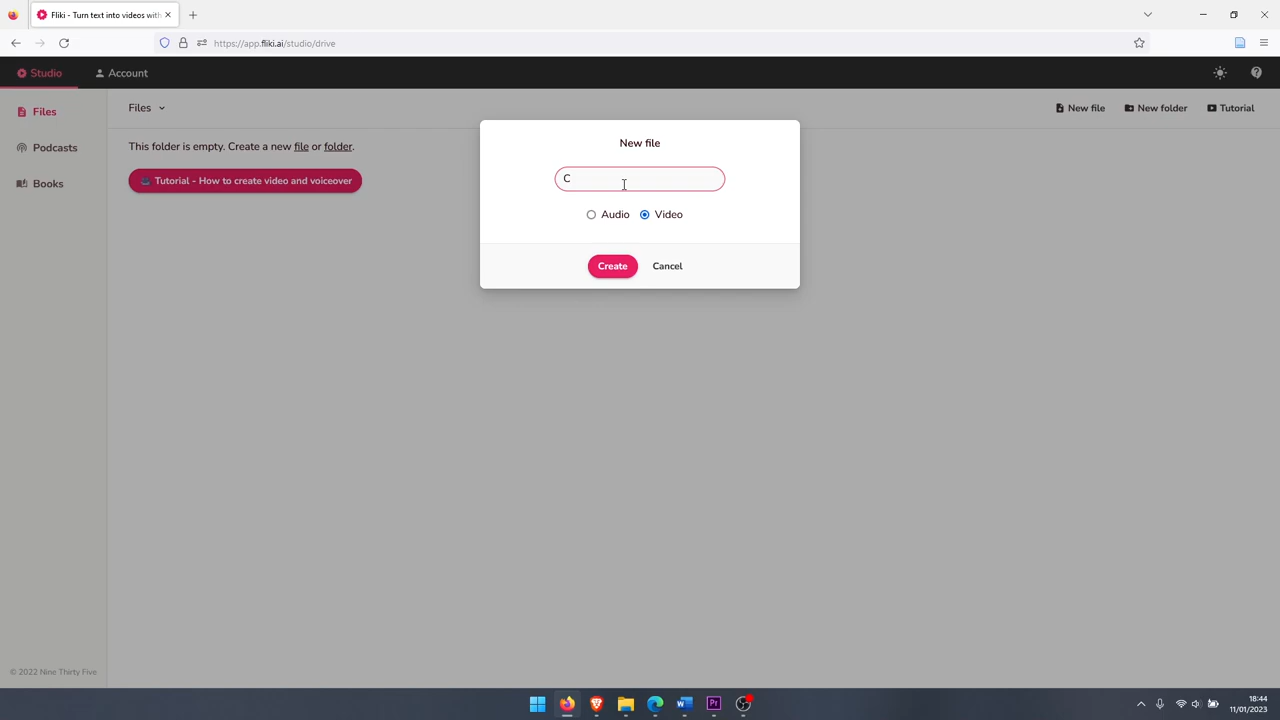 Fliki - Turn text into videos with
https://app.fliki.ai/studio/drive
Studio
Account
Files
Podcasts
Books
Files
New file
New folder
Tutorial
This folder is empty. Create a new file or folder.
Tutorial - How to create video and voiceover
New file
C
Audio
Video
Create
Cancel
© 2022 Nine Thirty Five
18:44
11/01/2023